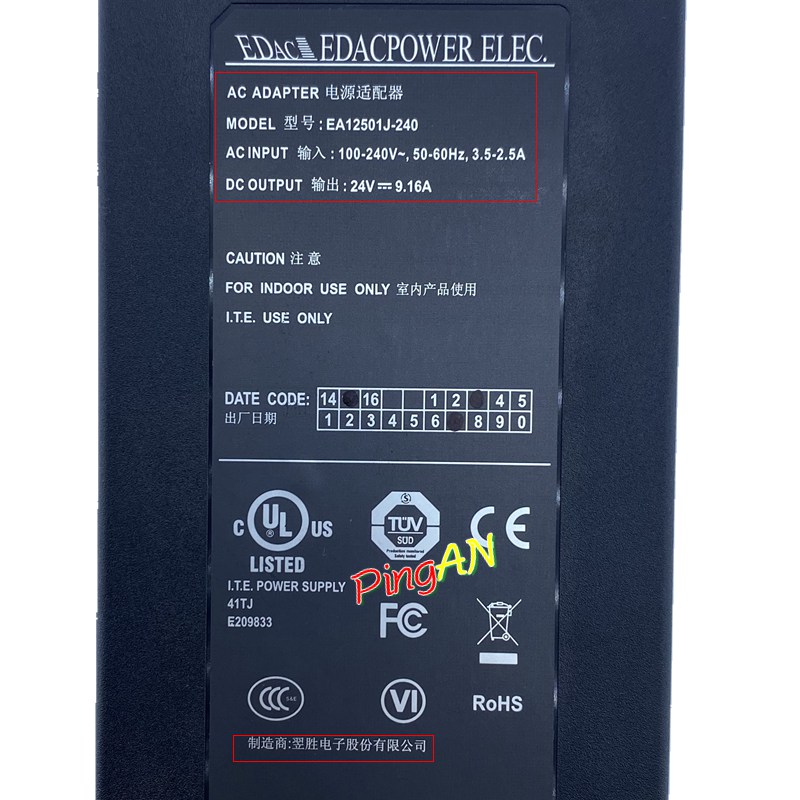 EDAC EDACPOWER ELEC.
AC ADAPTER 电源适配器
MODEL 型号 : EA12501J-240
AC INPUT 输入 : 100-240V~, 50-60Hz, 3.5-2.5A
DC OUTPUT 输出 : 24V⎓9.16A
CAUTION 注意
FOR INDOOR USE ONLY 室内产品使用
I.T.E. USE ONLY
DATE CODE: 14 16 1 2 4 5
出厂日期 1 2 3 4 5 6 8 9 0
C UL US
LISTED
I.T.E. POWER SUPPLY
41TJ
E209833
TÜV
SÜD
Production monitored
Safety tested
CE
PingAN
FC
CCC S&E
VI
RoHS
制造商:翌胜电子股份有限公司